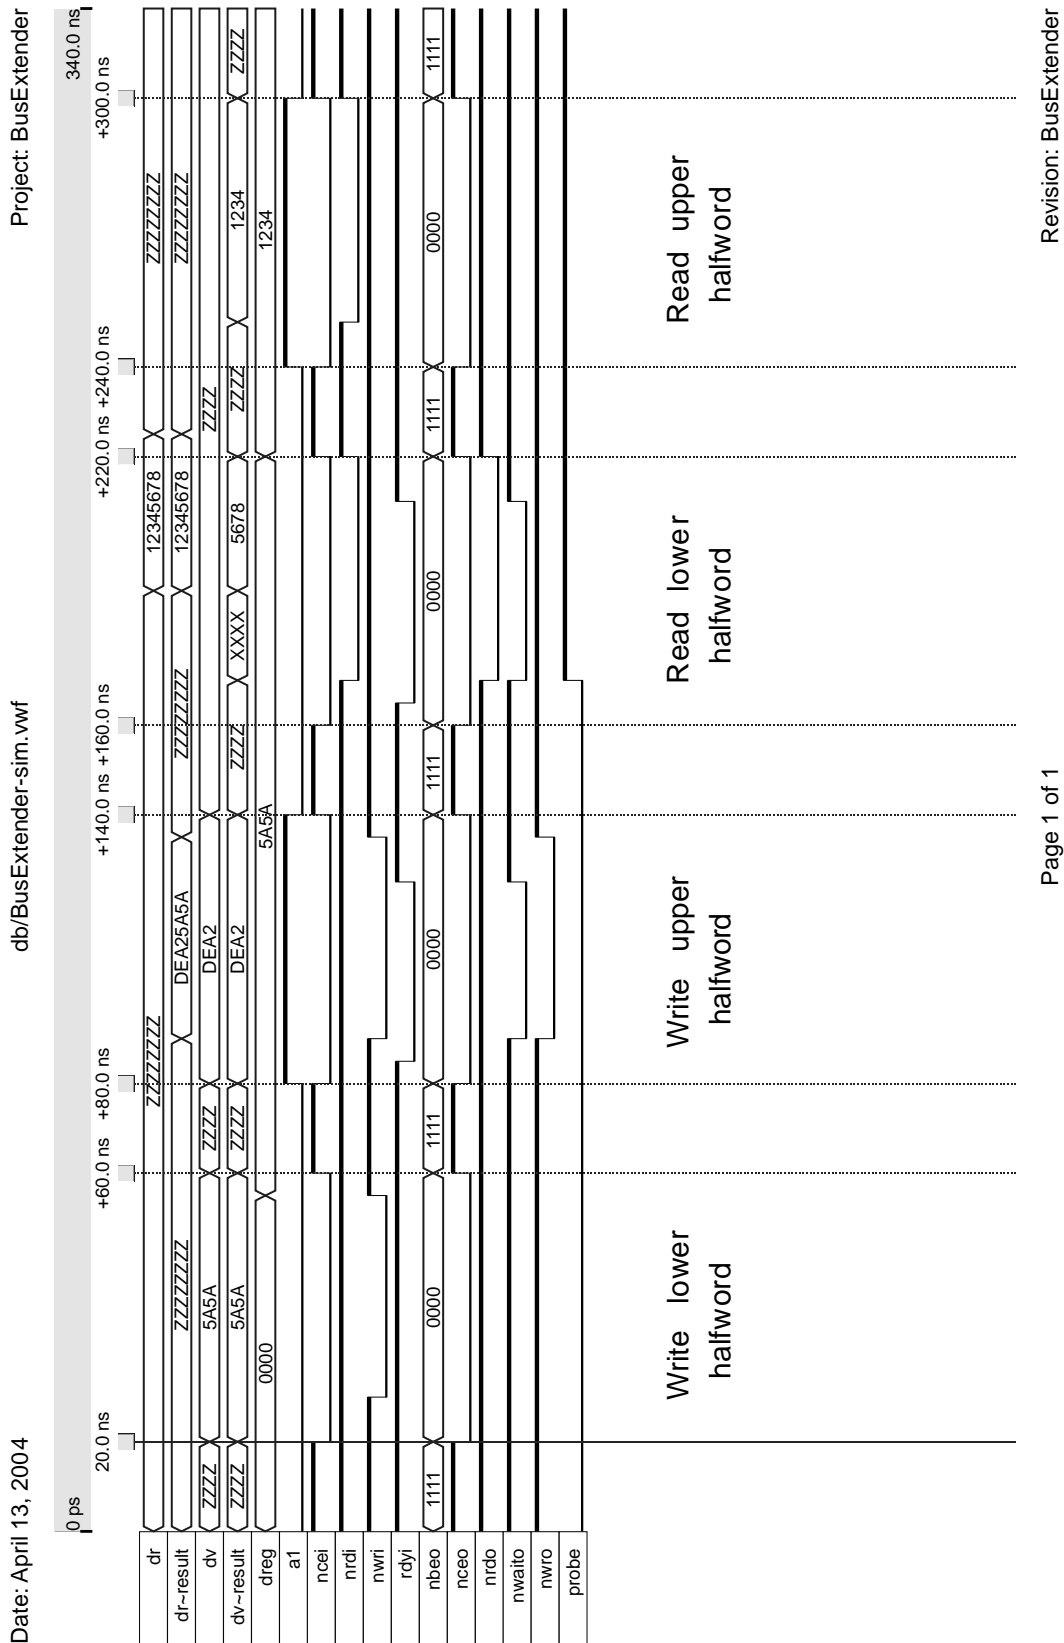 Date: April 13, 2004 db/BusExtender-sim.vwf Project: BusExtender
0 ps 340.0 ns
20.0 ns +60.0 ns +80.0 ns +140.0 ns +160.0 ns +220.0 ns +240.0 ns +300.0 ns
dr ZZZZZZZZ 12345678 ZZZZZZZZ
dr~result ZZZZZZZZ DEA25A5A ZZZZZZZZ 12345678 ZZZZZZZZ
dv ZZZZ 5A5A ZZZZ DEA2 ZZZZ
dv~result ZZZZ 5A5A ZZZZ DEA2 ZZZZ XXXX 5678 ZZZZ 1234 ZZZZ
dreg 0000 5A5A 1234
a1
ncei
nrdi
nwri
rdyi
nbeo 1111 0000 1111 0000 1111 0000 1111 0000 1111
nceo
nrdo
nwaito
nwro
probe
Write lower
halfword
Write upper
halfword
Read lower
halfword
Read upper
halfword
Page 1 of 1 Revision: BusExtender